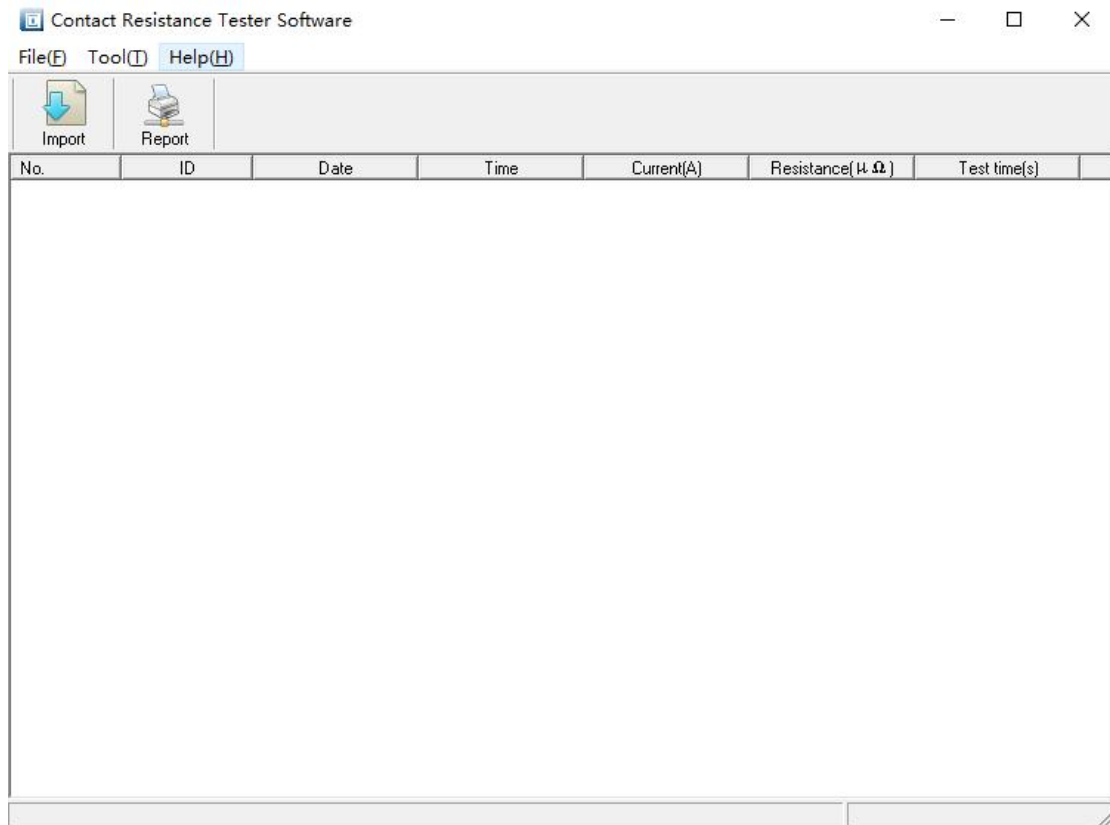 Contact Resistance Tester Software
File(F) Tool(T) Help(H)
Import Report
No. ID Date Time Current(A) Resistance(μΩ) Test time(s)